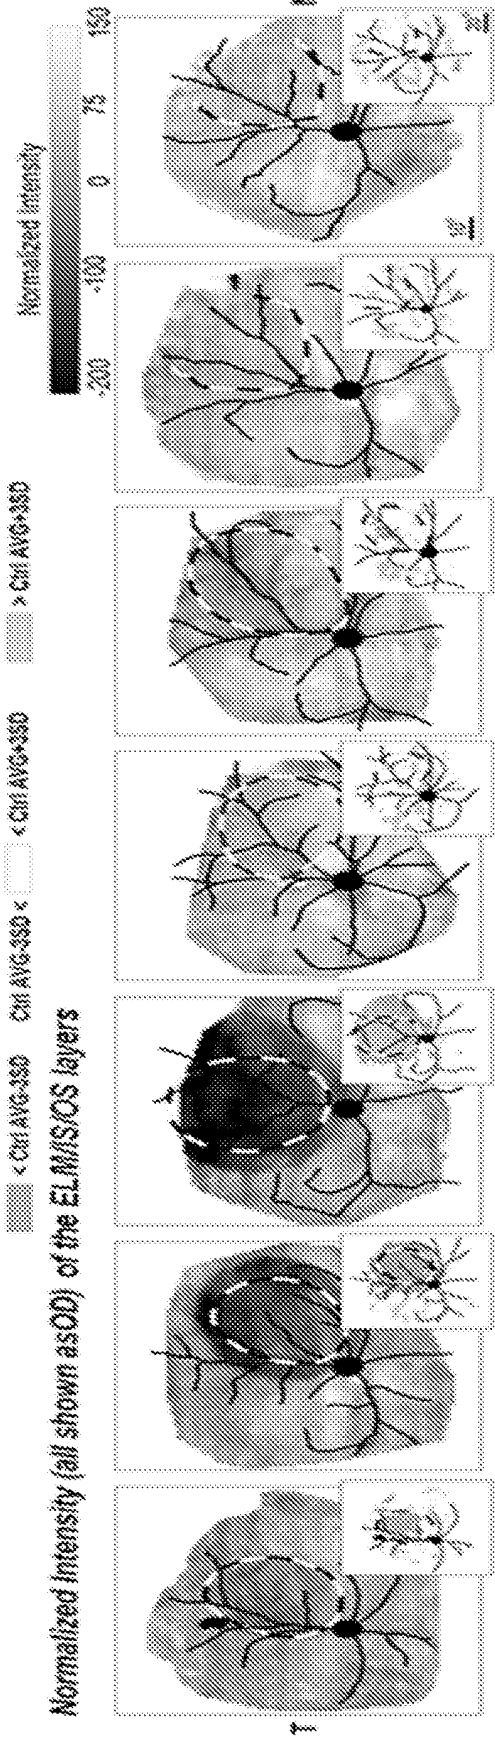 < Ctrl AVG-3SD Ctrl AVG-3SD < < Ctrl AVG+3SD > Ctrl AVG+3SD
Normalized Intensity
Normalized Intensity (all shown asOD) of the ELM/IS/OS layers
-200 -100 0 75 150
T